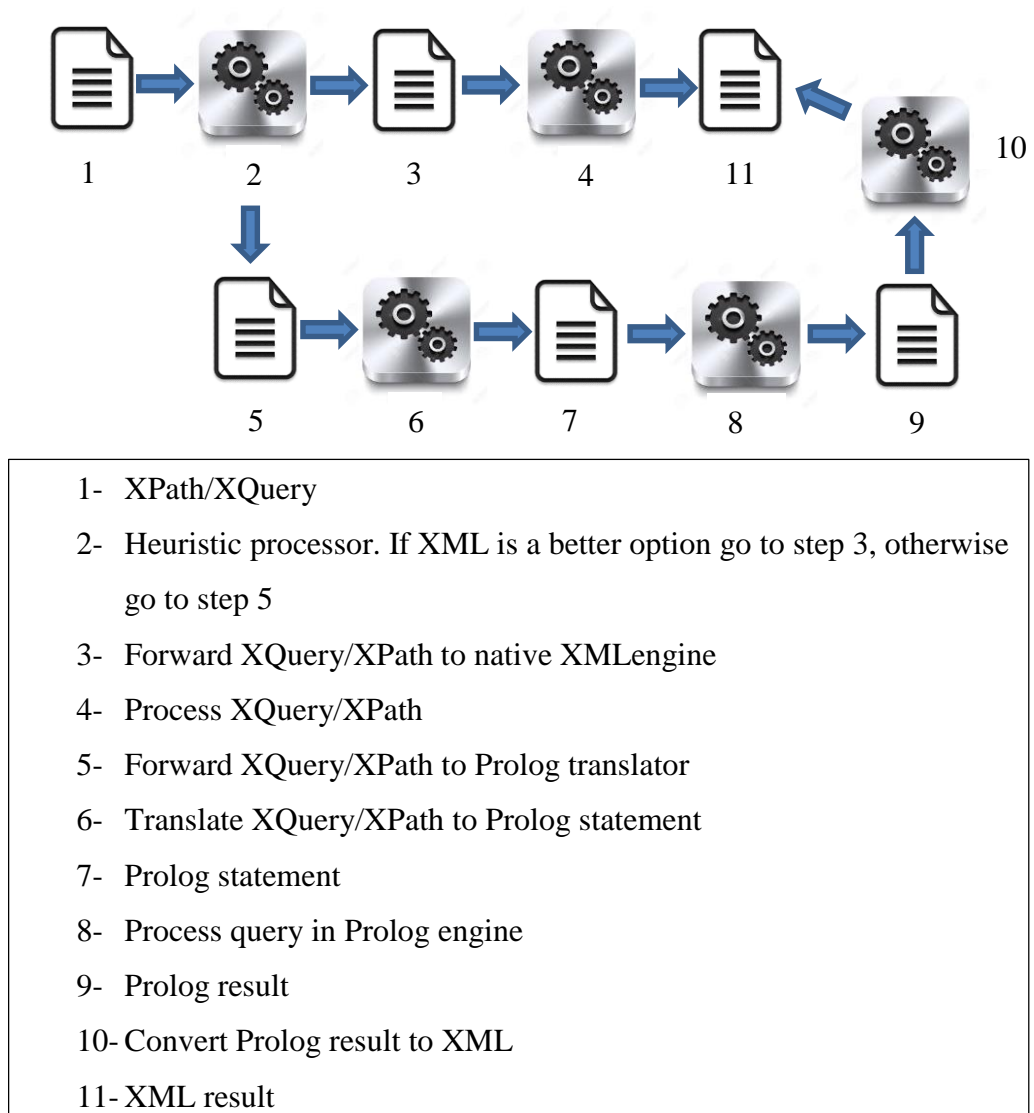 1 2 3 4 11 10
5 6 7 8 9
1- XPath/XQuery
2- Heuristic processor. If XML is a better option go to step 3, otherwise
go to step 5
3- Forward XQuery/XPath to native XMLengine
4- Process XQuery/XPath
5- Forward XQuery/XPath to Prolog translator
6- Translate XQuery/XPath to Prolog statement
7- Prolog statement
8- Process query in Prolog engine
9- Prolog result
10- Convert Prolog result to XML
11- XML result